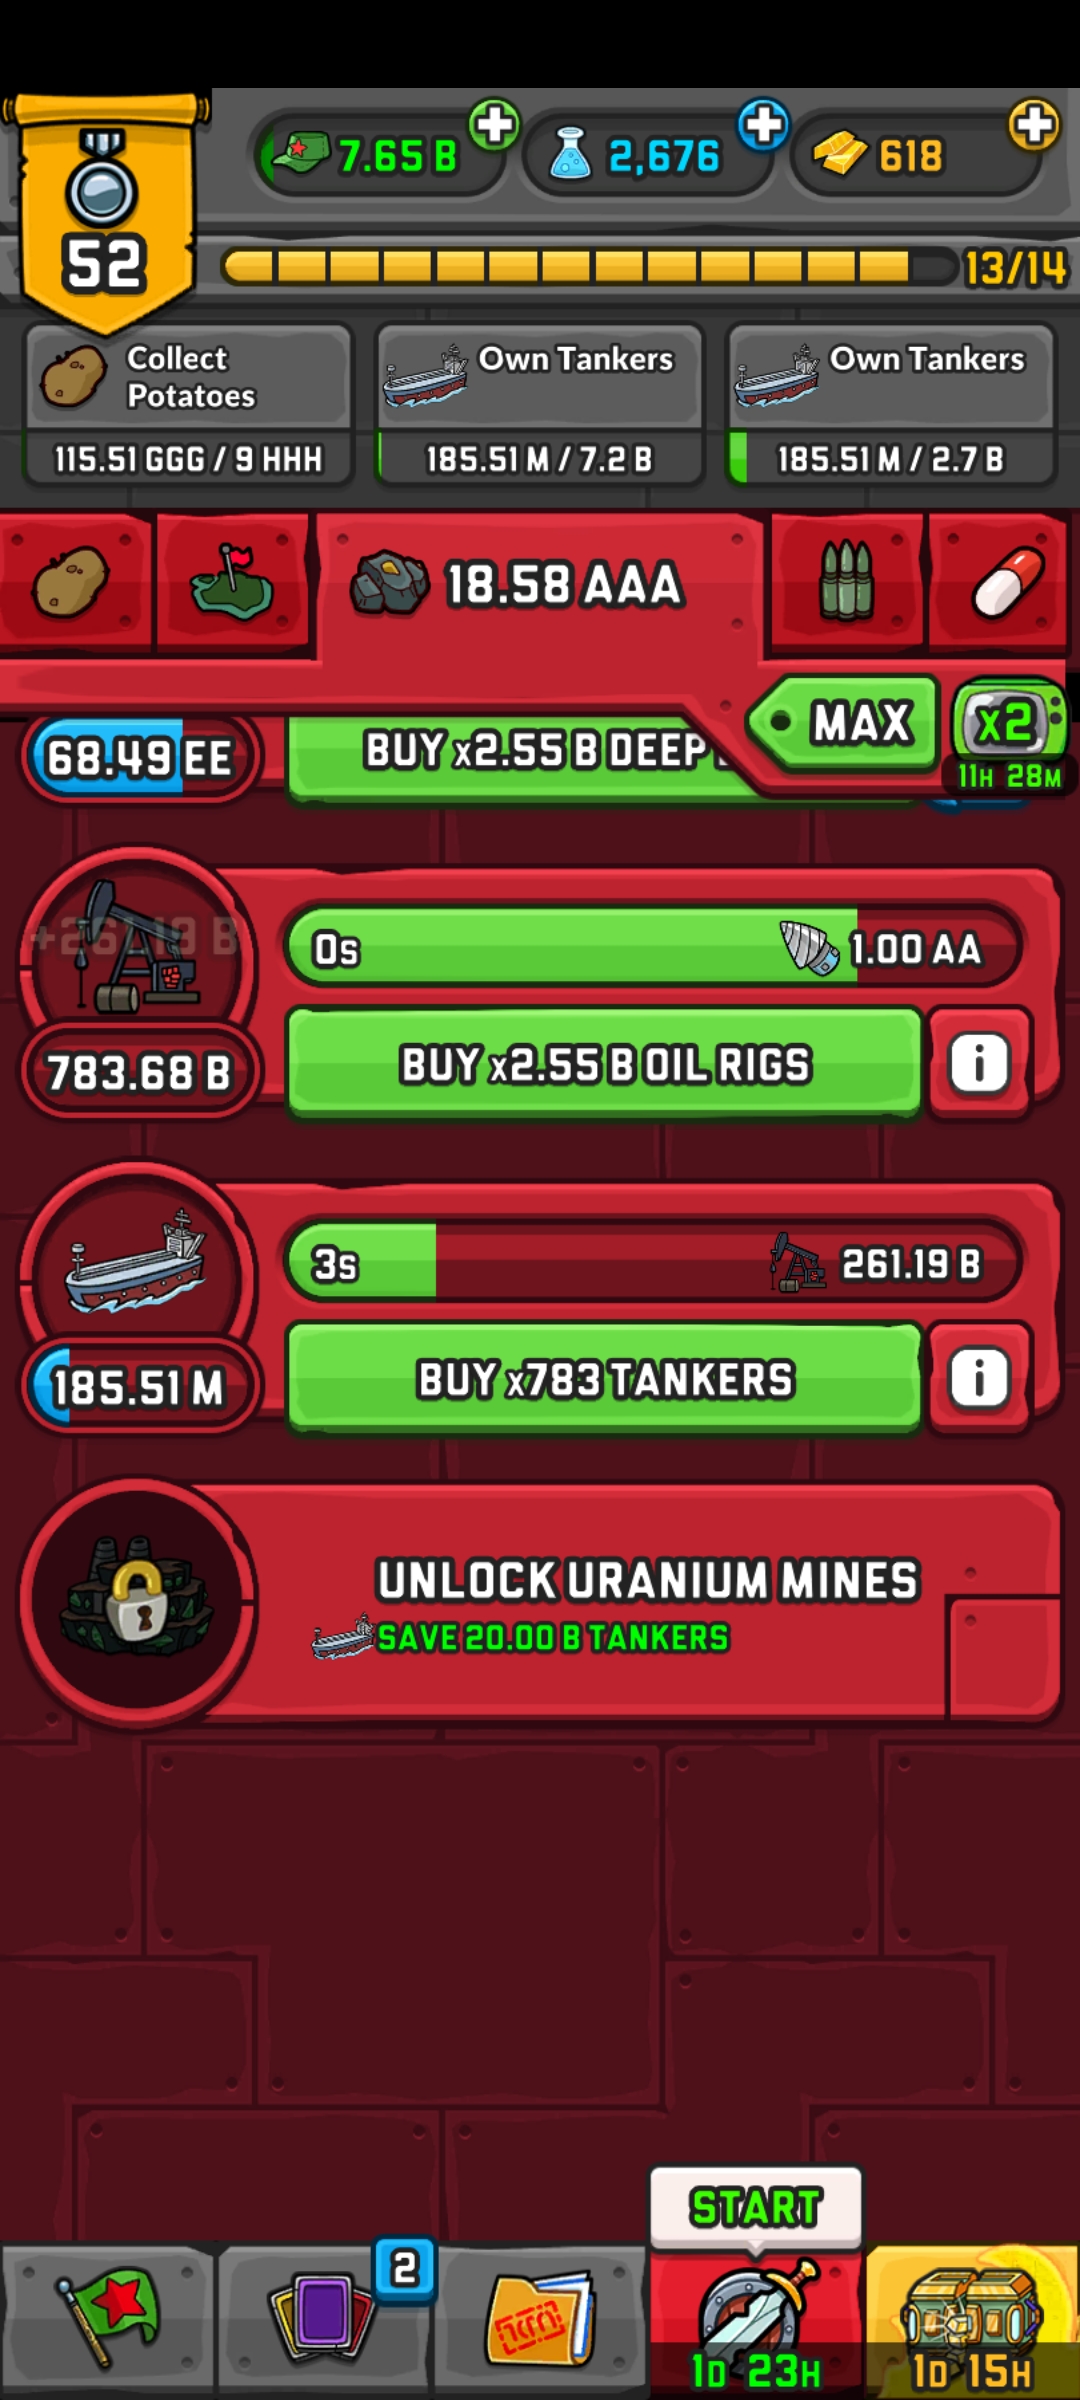 52
7.65 B
2,676
618
13/14
Collect
Potatoes
115.51 GGG / 9 HHH
Own Tankers
185.51 M / 7.2 B
Own Tankers
185.51 M / 2.7 B
18.58 AAA
MAX
x2
11H 28M
68.49 EE
BUY x2.55 B DEEP
+261.19 B
0s
1.00 AA
783.68 B
BUY x2.55 B OIL RIGS
i
3s
261.19 B
185.51 M
BUY x783 TANKERS
i
UNLOCK URANIUM MINES
SAVE 20.00 B TANKERS
START
2
1D 23H
1D 15H